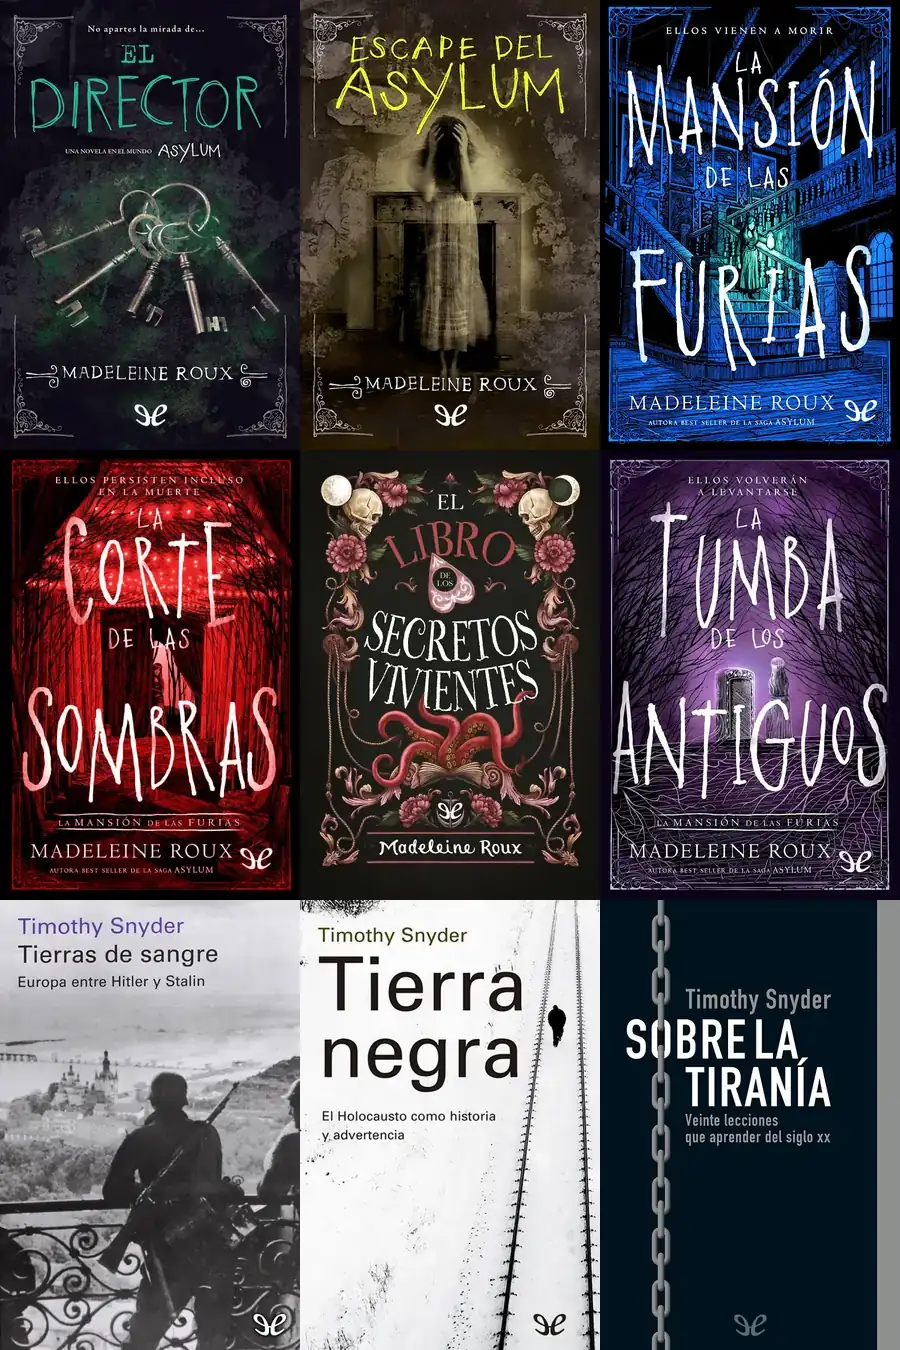 No apartes la mirada de...
EL
DIRECTOR
UNA NOVELA EN EL MUNDO ASYLUM
MADELEINE ROUX
ESCAPE DEL
ASYLUM
MADELEINE ROUX
ELLOS VIENEN A MORIR
LA
MANSIÓN
DE LAS
FURIAS
MADELEINE ROUX
AUTORA BEST SELLER DE LA SAGA ASYLUM
ELLOS PERSISTEN INCLUSO
EN LA MUERTE
LA
CORTE
DE LAS
SOMBRAS
LA MANSIÓN DE LAS FURIAS
MADELEINE ROUX
AUTORA BEST SELLER DE LA SAGA ASYLUM
EL
LIBRO
DE
LOS
SECRETOS
VIVIENTES
Madeleine Roux
ELLOS VOLVERÁN
A LEVANTARSE
LA
TUMBA
DE LOS
ANTIGUOS
LA MANSIÓN DE LAS FURIAS
MADELEINE ROUX
AUTORA BEST SELLER DE LA SAGA ASYLUM
Timothy Snyder
Tierras de sangre
Europa entre Hitler y Stalin
Timothy Snyder
Tierra
negra
El Holocausto como historia
y advertencia
Timothy Snyder
SOBRE LA
TIRANÍA
Veinte lecciones
que aprender del siglo XX